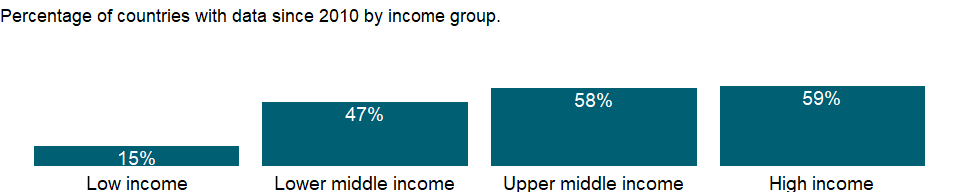 Percentage of countries with data since 2010 by income group.
15%
47%
58%
59%
Low income
Lower middle income
Upper middle income
High income